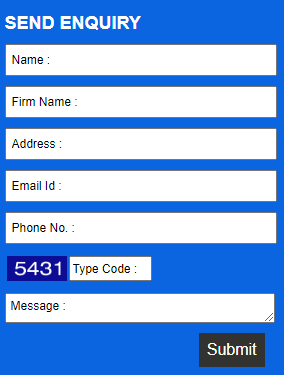 SEND ENQUIRY
Name :
Firm Name :
Address :
Email Id :
Phone No. :
5431 Type Code :
Message :
Submit